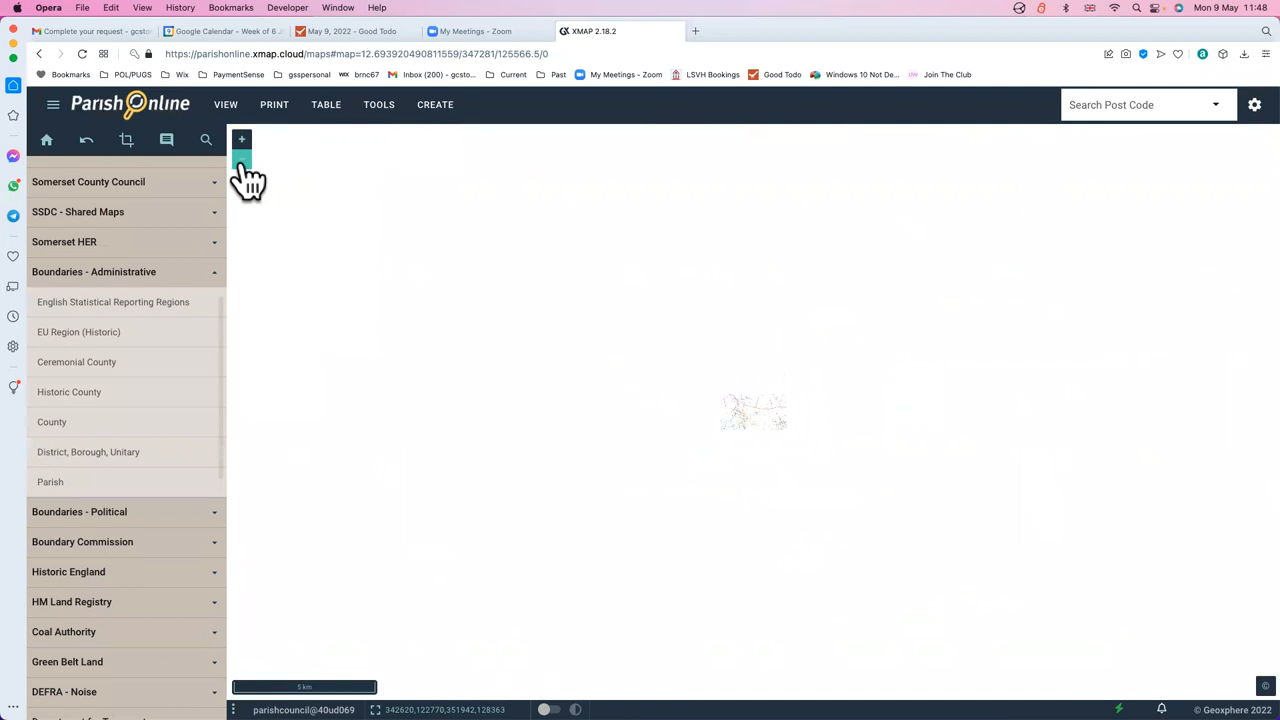 Opera File Edit View History Bookmarks Developer Window Help Mon 9 May 11:48
Complete your request - gcsto Google Calendar - Week of 6 J May 9, 2022 - Good Todo My Meetings - Zoom XMAP 2.18.2
https://parishonline.xmap.cloud/maps#map=12.693920490811559/347281/125566.5/0
Bookmarks POL/PUGS Wix PaymentSense gsspersonal WIX brnc67 Inbox (200) - gcsto... Current Past My Meetings - Zoom LSVH Bookings Good Todo Windows 10 Not De... Join The Club
Parish Online VIEW PRINT TABLE TOOLS CREATE Search Post Code
Somerset County Council
SSDC - Shared Maps
Somerset HER
Boundaries - Administrative
English Statistical Reporting Regions
EU Region (Historic)
Ceremonial County
Historic County
County
District, Borough, Unitary
Parish
Boundaries - Political
Boundary Commission
Historic England
HM Land Registry
Coal Authority
Green Belt Land
DEFRA - Noise
5 km
parishcouncil@40ud069 342620,122770,351942,128363 © Geosphere 2022